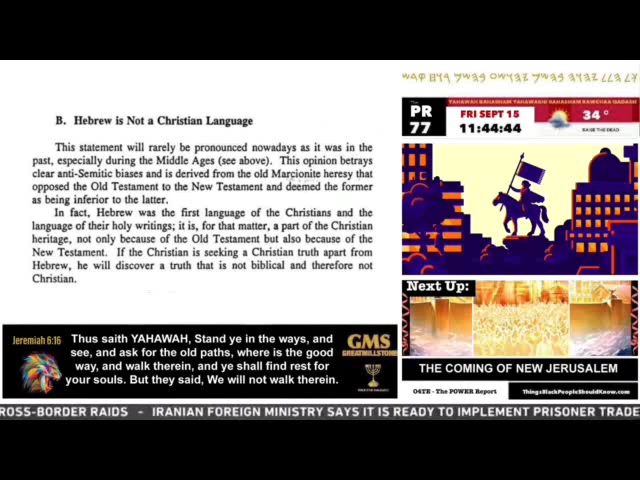 B. Hebrew is Not a Christian Language
This statement will rarely be pronounced nowadays as it was in the
past, especially during the Middle Ages (see above). This opinion betrays
clear anti-Semitic biases and is derived from the old Marcionite heresy that
opposed the Old Testament to the New Testament and deemed the former
as being inferior to the latter.
In fact, Hebrew was the first language of the Christians and the
language of their holy writings; it is, for that matter, a part of the Christian
heritage, not only because of the Old Testament but also because of the
New Testament. If the Christian is seeking a Christian truth apart from
Hebrew, he will discover a truth that is not biblical and therefore not
Christian.
YAHAWAH BAHASHAM YAHAWASHI BAHASHAM RAWCHAA QADASH
PR
77
FRI SEPT 15
11:44:44
34 °C
RAISE THE DEAD
Next Up:
THE COMING OF NEW JERUSALEM
O4TR - The POWER Report
ThingsBlackPeopleShouldKnow.com
Jeremiah 6:16
Thus saith YAHAWAH, Stand ye in the ways, and
see, and ask for the old paths, where is the good
way, and walk therein, and ye shall find rest for
your souls. But they said, We will not walk therein.
GMS
GREATMILLSTONE
ROSS-BORDER RAIDS - IRANIAN FOREIGN MINISTRY SAYS IT IS READY TO IMPLEMENT PRISONER TRADE